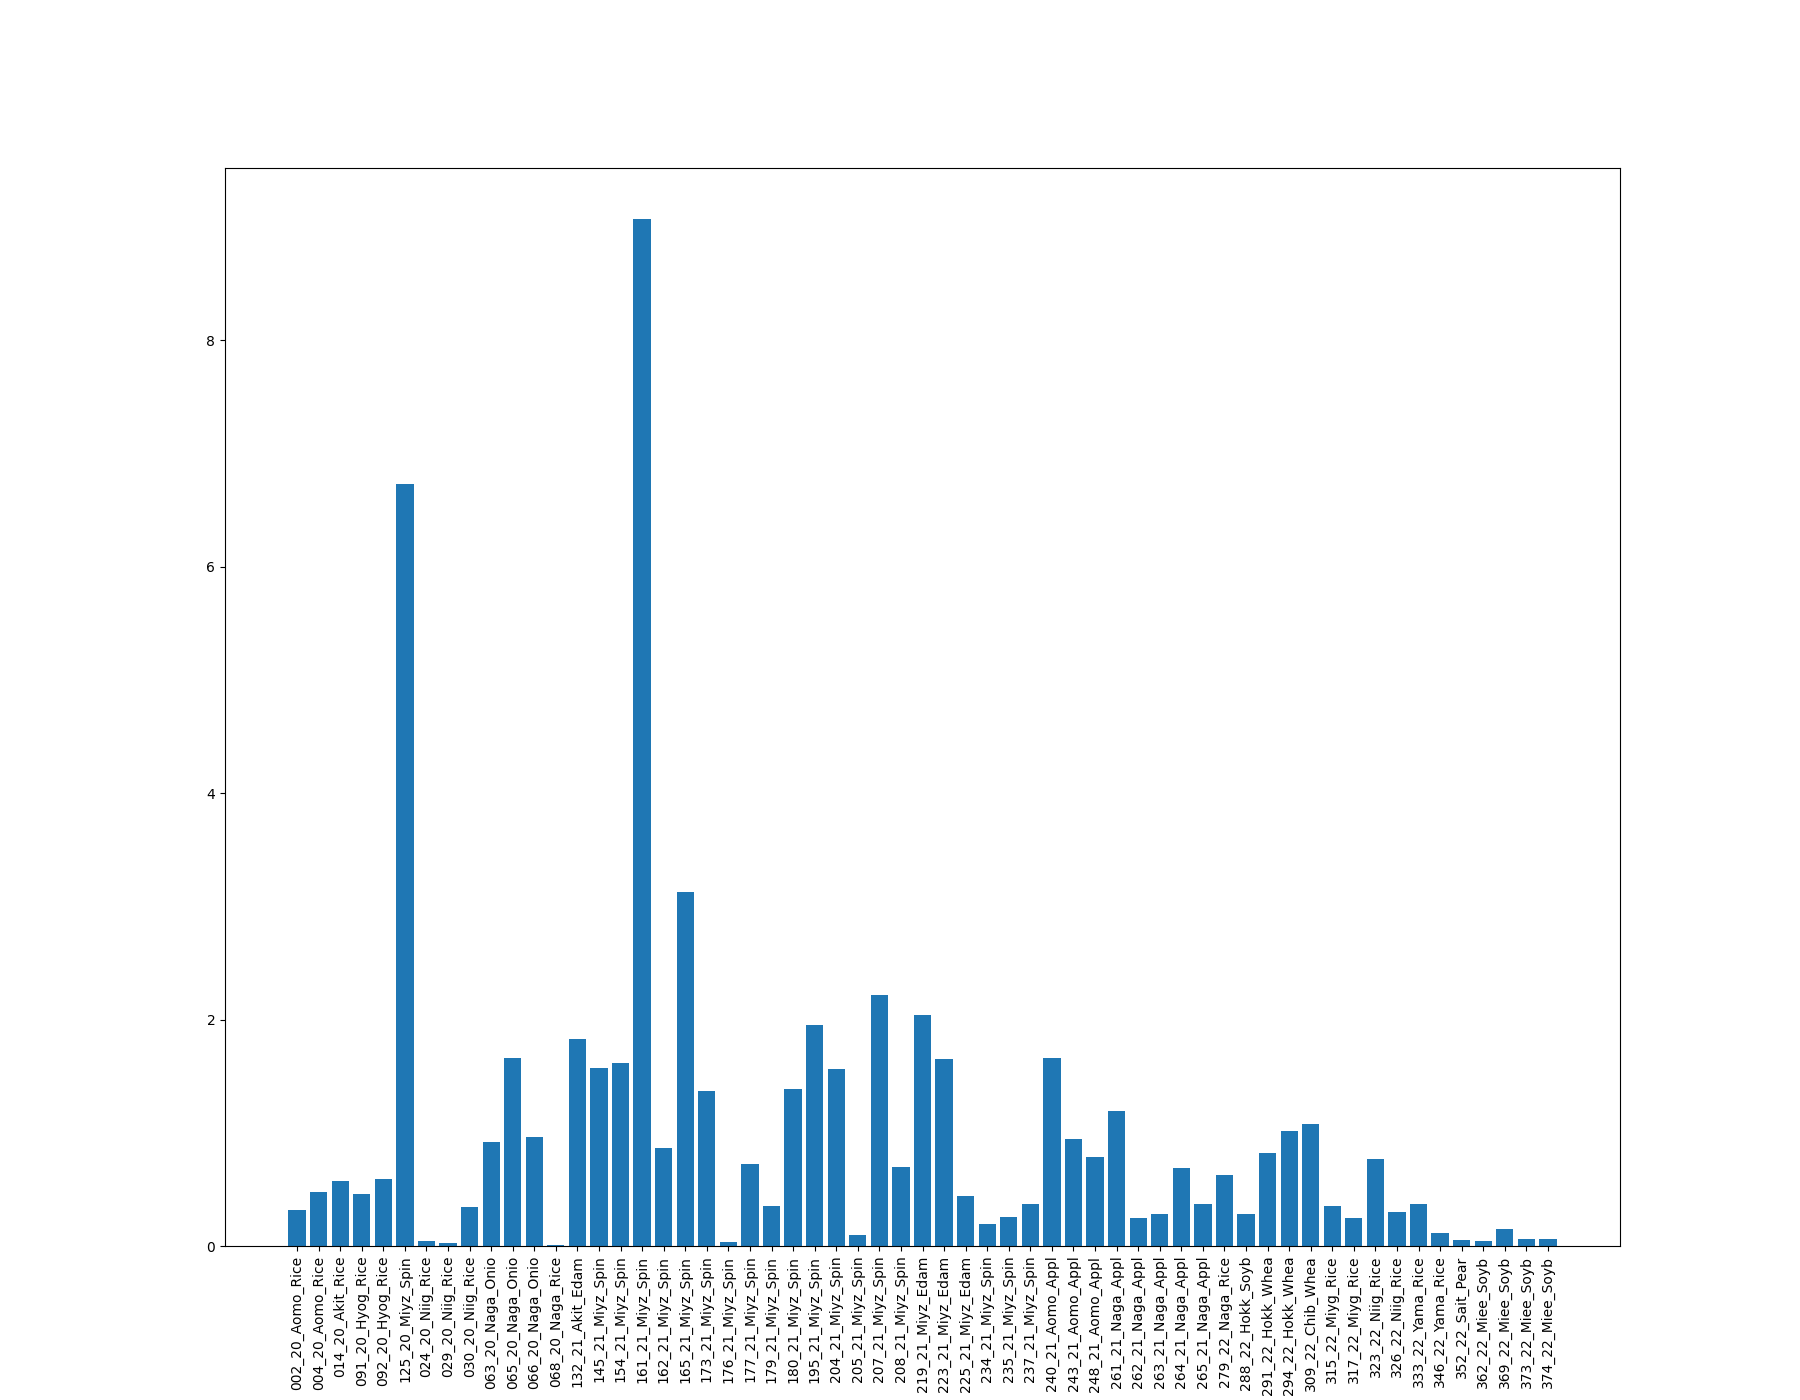 8
6
4
2
0
002_20_Aomo_Rice
004_20_Aomo_Rice
014_20_Akit_Rice
091_20_Hyog_Rice
092_20_Hyog_Rice
125_20_Miyz_Spin
024_20_Niig_Rice
029_20_Niig_Rice
030_20_Niig_Rice
063_20_Naga_Onio
065_20_Naga_Onio
066_20_Naga_Onio
068_20_Naga_Rice
132_21_Akit_Edam
145_21_Miyz_Spin
154_21_Miyz_Spin
161_21_Miyz_Spin
162_21_Miyz_Spin
165_21_Miyz_Spin
173_21_Miyz_Spin
176_21_Miyz_Spin
177_21_Miyz_Spin
179_21_Miyz_Spin
180_21_Miyz_Spin
195_21_Miyz_Spin
204_21_Miyz_Spin
205_21_Miyz_Spin
207_21_Miyz_Spin
208_21_Miyz_Spin
219_21_Miyz_Edam
223_21_Miyz_Edam
225_21_Miyz_Edam
234_21_Miyz_Spin
235_21_Miyz_Spin
237_21_Miyz_Spin
240_21_Aomo_Appl
243_21_Aomo_Appl
248_21_Aomo_Appl
261_21_Naga_Appl
262_21_Naga_Appl
263_21_Naga_Appl
264_21_Naga_Appl
265_21_Naga_Appl
279_22_Naga_Rice
288_22_Hokk_Soyb
291_22_Hokk_Whea
294_22_Hokk_Whea
309_22_Chib_Whea
315_22_Miyg_Rice
317_22_Miyg_Rice
323_22_Niig_Rice
326_22_Niig_Rice
333_22_Yama_Rice
346_22_Yama_Rice
352_22_Sait_Pear
362_22_Miee_Soyb
369_22_Miee_Soyb
373_22_Miee_Soyb
374_22_Miee_Soyb